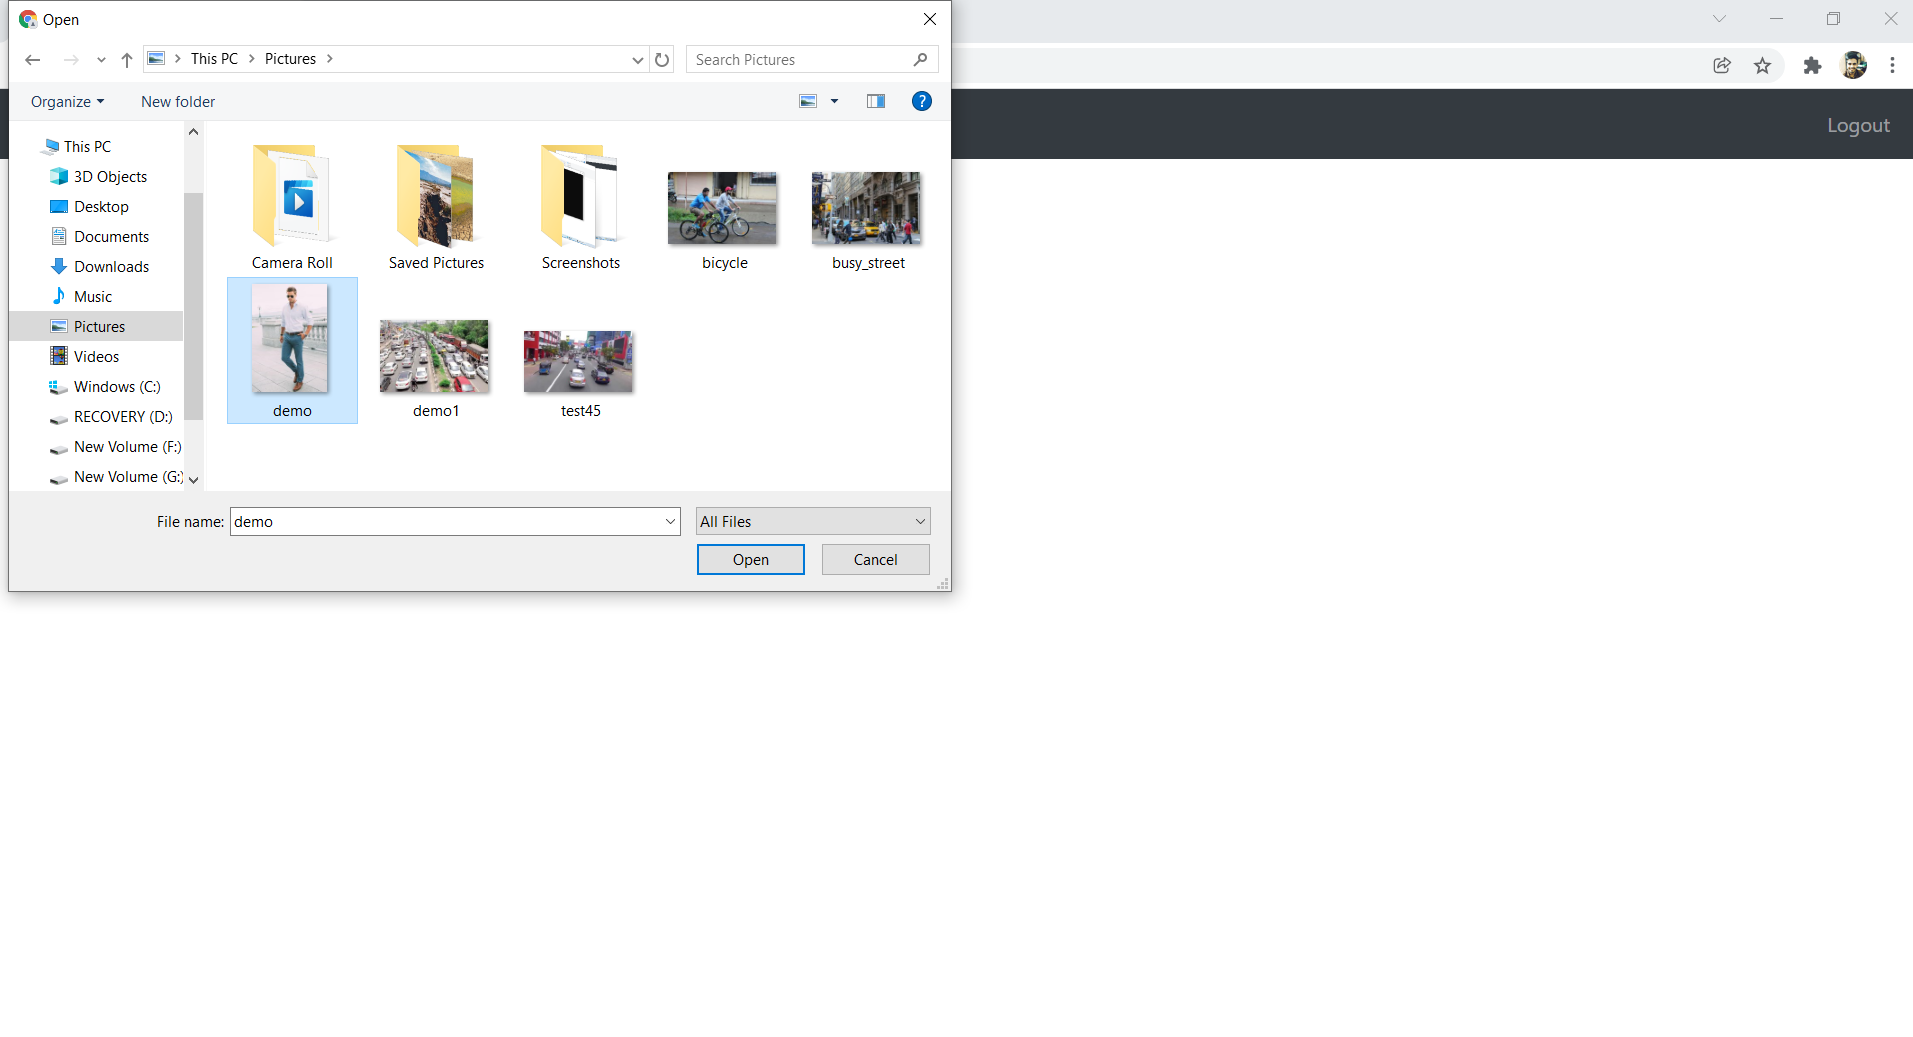 Open
This PC
Pictures
Search Pictures
Organize
New folder
?
Logout
This PC
3D Objects
Desktop
Documents
Downloads
Music
Pictures
Videos
Windows (C:)
RECOVERY (D:)
New Volume (F:)
New Volume (G:)
Camera Roll
Saved Pictures
Screenshots
bicycle
busy_street
demo
demo1
test45
File name: demo
All Files
Open
Cancel